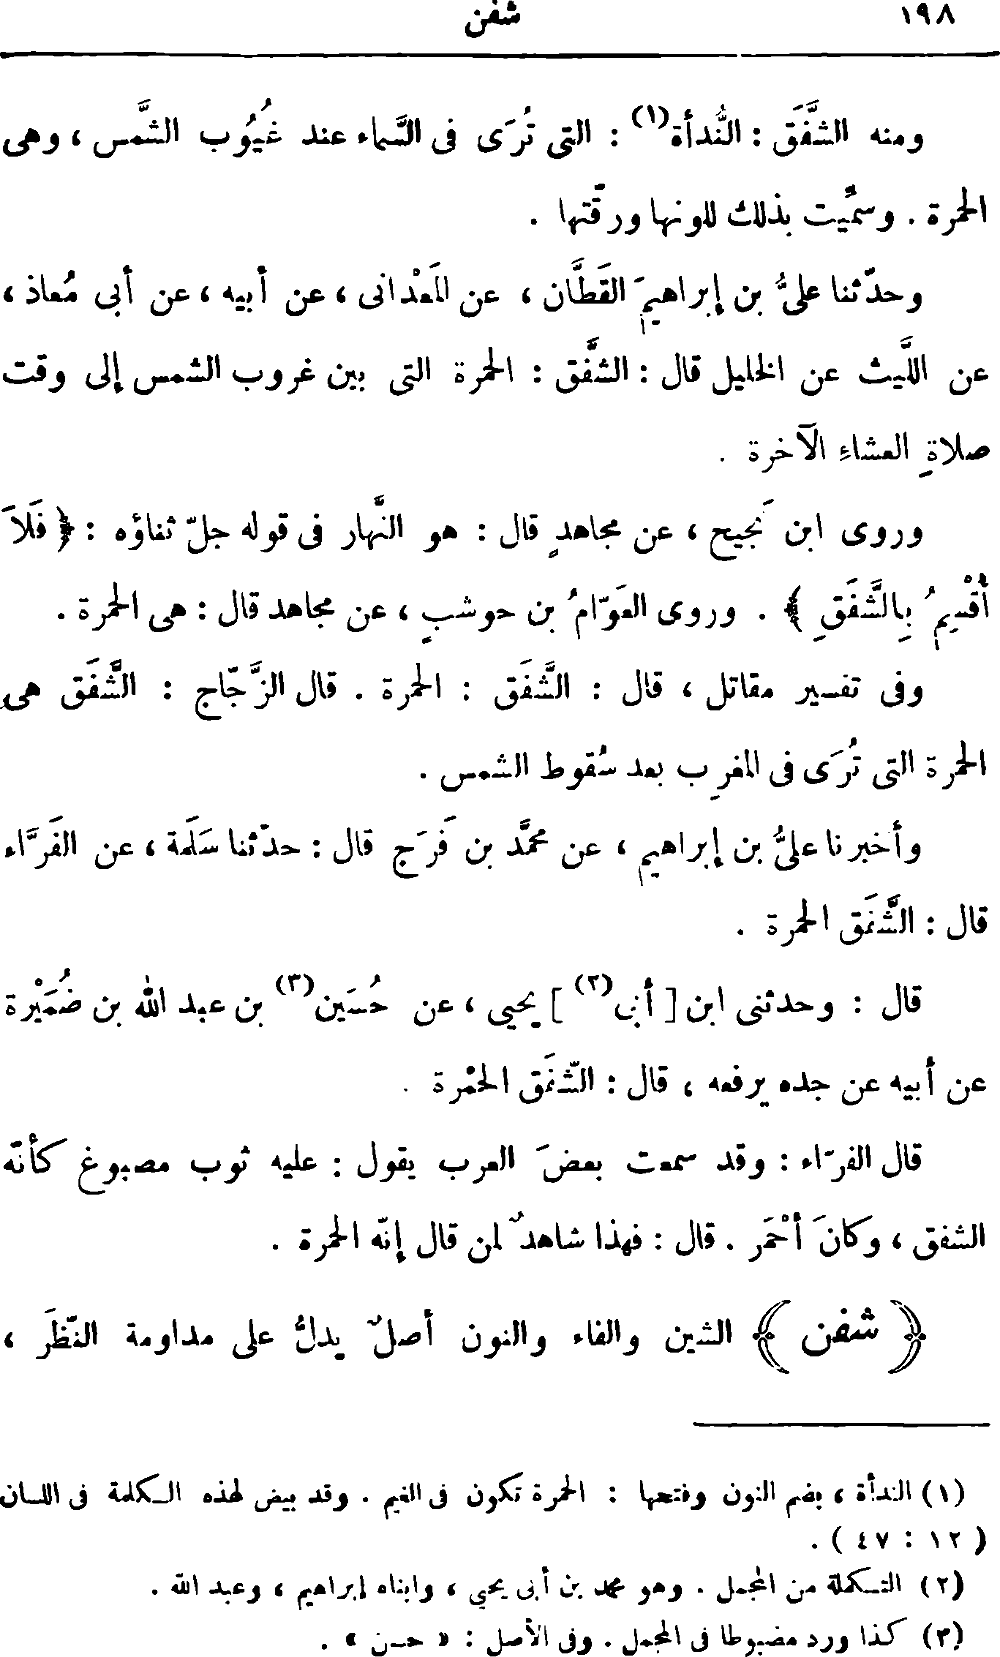 ١٩٨ شفن
ومنه الشَّفَق : النُّدأة(١) : التى تُرَى فى السَّماء عند غُيُوب الشَّمس ، وهى
الحمرة . وسمِّيت بذلك للونها ورقّتها .
وحدّثنا علىُّ بن إبراهيمَ القَطَّان ، عن المَعْدانى ، عن أبيه ، عن أبى مُعاذ ،
عن اللَّيث عن الخليل قال : الشَّفَق : الحمرة التى بين غروب الشمس إلى وقت
صلاةِ العشاءِ الآخرة .
وروى ابن نَجيح ، عن مجاهدٍ قال : هو النَّهار فى قوله جلّ ثناؤه : ﴿ فَلَا
أُقْسِمُ بِالشَّفَقِ ﴾ . وروى العَوّامُ بن حوشبٍ ، عن مجاهد قال : هى الحمرة .
وفى تفسير مقاتل ، قال : الشَّفَق : الحمرة . قال الزَّجّاج : الشَّفَق هى
الحمرة التى تُرَى فى المغرِب بعد سُقوط الشمس .
وأخبرنا علىُّ بن إبراهيم ، عن محمَّد بن فَرَج قال : حدّثنا سَلَمة ، عن الفَرَّاء
قال : الشَّفَق الحمرة .
قال : وحدثنى ابن [ أبى(٢) ] يحيى ، عن حُسَين(٣) بن عبد الله بن ضُمَيْرة
عن أبيه عن جده يرفعه ، قال : الشّفَق الحمْرة .
قال الفرّاء : وقد سمعت بعضَ العرب يقول : عليه ثوب مصبوغ كأنّه
الشفق ، وكانَ أحْمَر . قال : فهذا شاهدٌ لمن قال إنّه الحمرة .
﴿ شفن ﴾ الشين والفاء والنون أصلٌ يدلُّ على مداومة النّظَر ،
(١) الندأة ، بضم النون وفتحها : الحمرة تكون فى الغيم . وقد بيض لهذه الكلمة فى اللسان
( ١٢ : ٤٧ ) .
(٢) التكملة من المجمل . وهو محمد بن أبى يحيى ، وابناه إبراهيم ، وعبد الله .
(٣) كذا ورد مضبوطا فى المجمل . وفى الأصل : « حسن » .